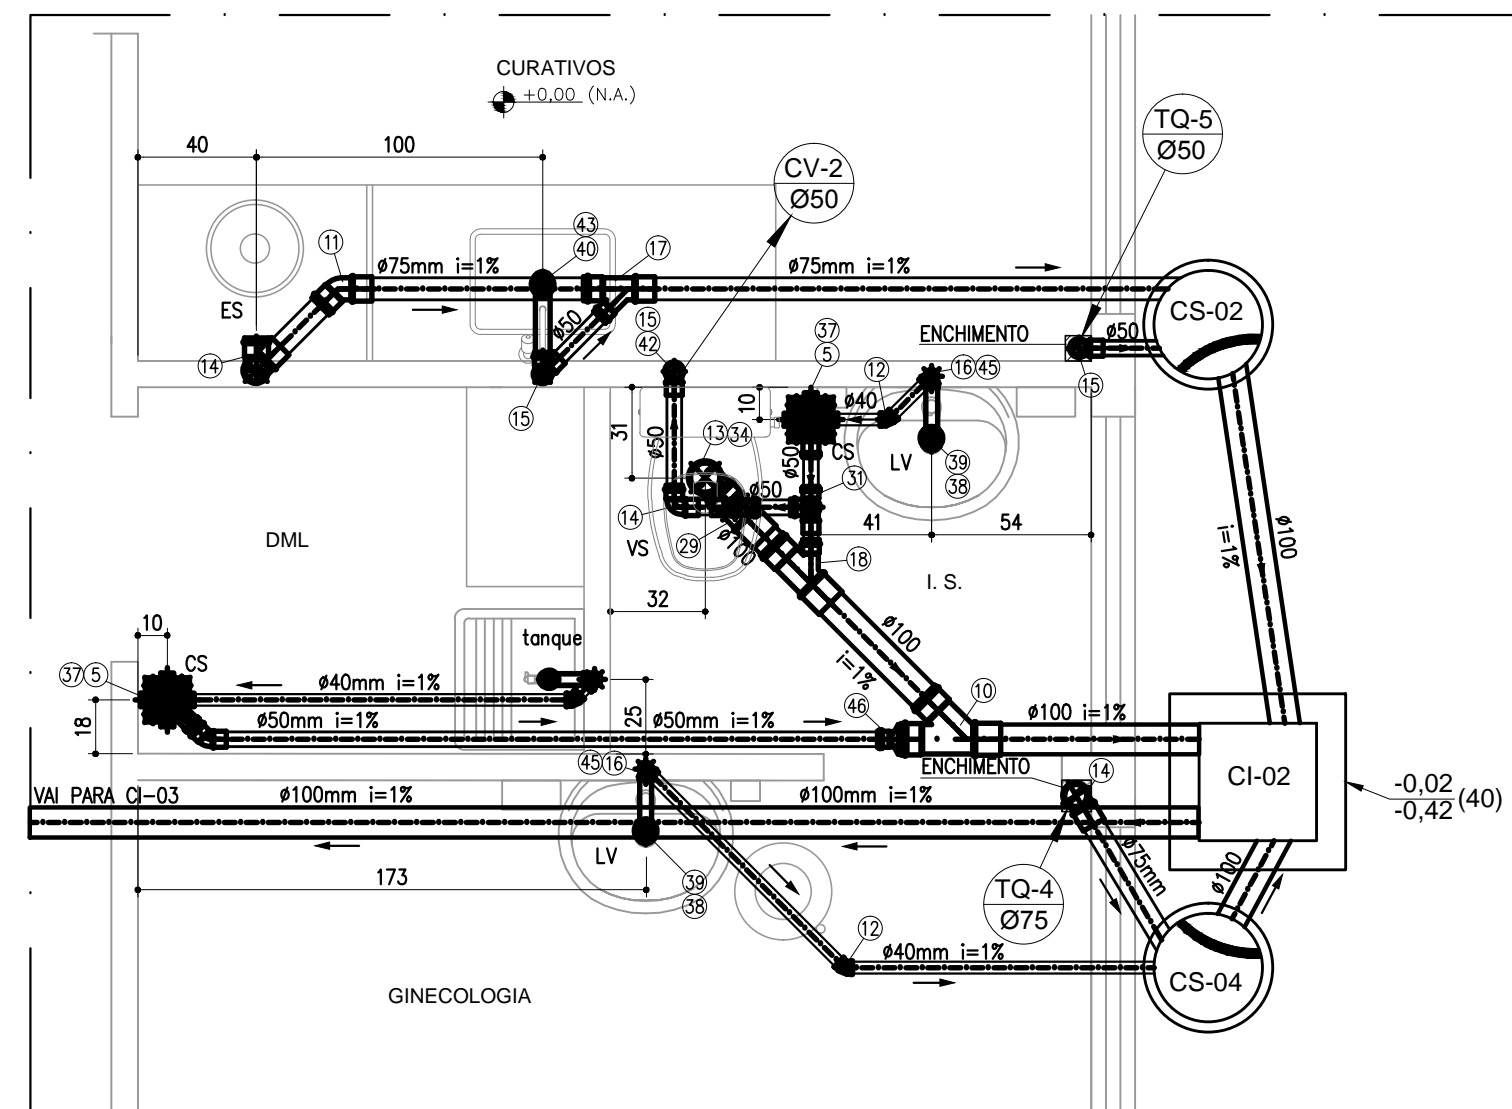 CURATIVOS
+0,00 (N.A.)
TQ-5
Ø50
40
100
CV-2
Ø50
43
40
17
11
ø75mm i=1%
ø75mm i=1%
ES
CS-02
ø50
15
42
37
5
ENCHIMENTO
ø50
14
12
16
45
15
15
10
ø40
31
ø50
13
34
ø50
CS
LV
39
38
31
ø50
14
41
54
DML
VS
29
ø100
18
I. S.
i=1%
ø100
32
ø100
10
tanque
CS
37
5
ø40mm i=1%
i=1%
10
18
ø50mm i=1%
25
ø50mm i=1%
46
ø100 i=1%
45
16
ENCHIMENTO
14
CI-02
-0,02
-0,42
(40)
VAI PARA CI-03
ø100mm i=1%
ø100mm i=1%
LV
173
39
38
TQ-4
Ø75
ø75mm
ø100
12
ø40mm i=1%
CS-04
GINECOLOGIA